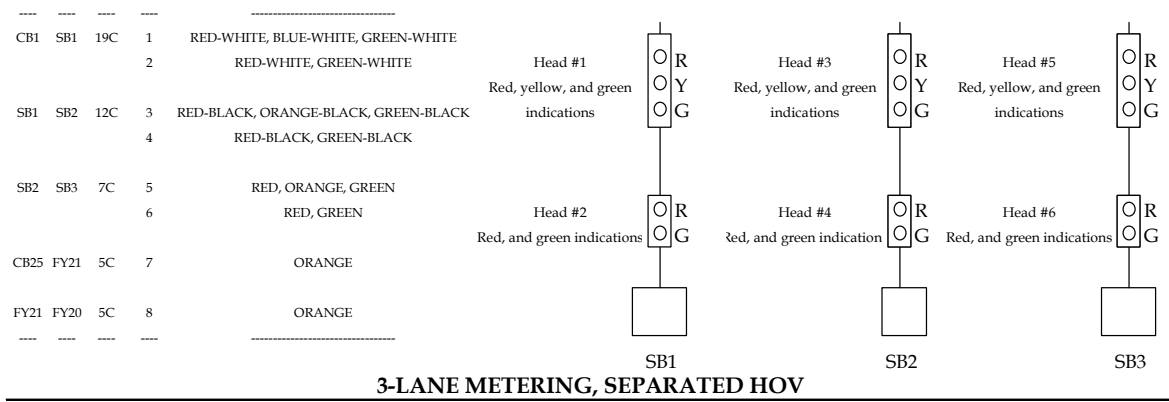 ---- ---- ---- ---- ---------------------------------
CB1 SB1 19C 1 RED-WHITE, BLUE-WHITE, GREEN-WHITE
2 RED-WHITE, GREEN-WHITE
SB1 SB2 12C 3 RED-BLACK, ORANGE-BLACK, GREEN-BLACK
4 RED-BLACK, GREEN-BLACK
SB2 SB3 7C 5 RED, ORANGE, GREEN
6 RED, GREEN
CB25 FY21 5C 7 ORANGE
FY21 FY20 5C 8 ORANGE
---- ---- ---- ---- ---------------------------------
Head #1
Red, yellow, and green
indications
R
Y
G
Head #2
Red, and green indications
R
G
SB1
Head #3
Red, yellow, and green
indications
R
Y
G
Head #4
Red, and green indication
R
G
SB2
Head #5
Red, yellow, and green
indications
R
Y
G
Head #6
Red, and green indications
R
G
SB3
3-LANE METERING, SEPARATED HOV